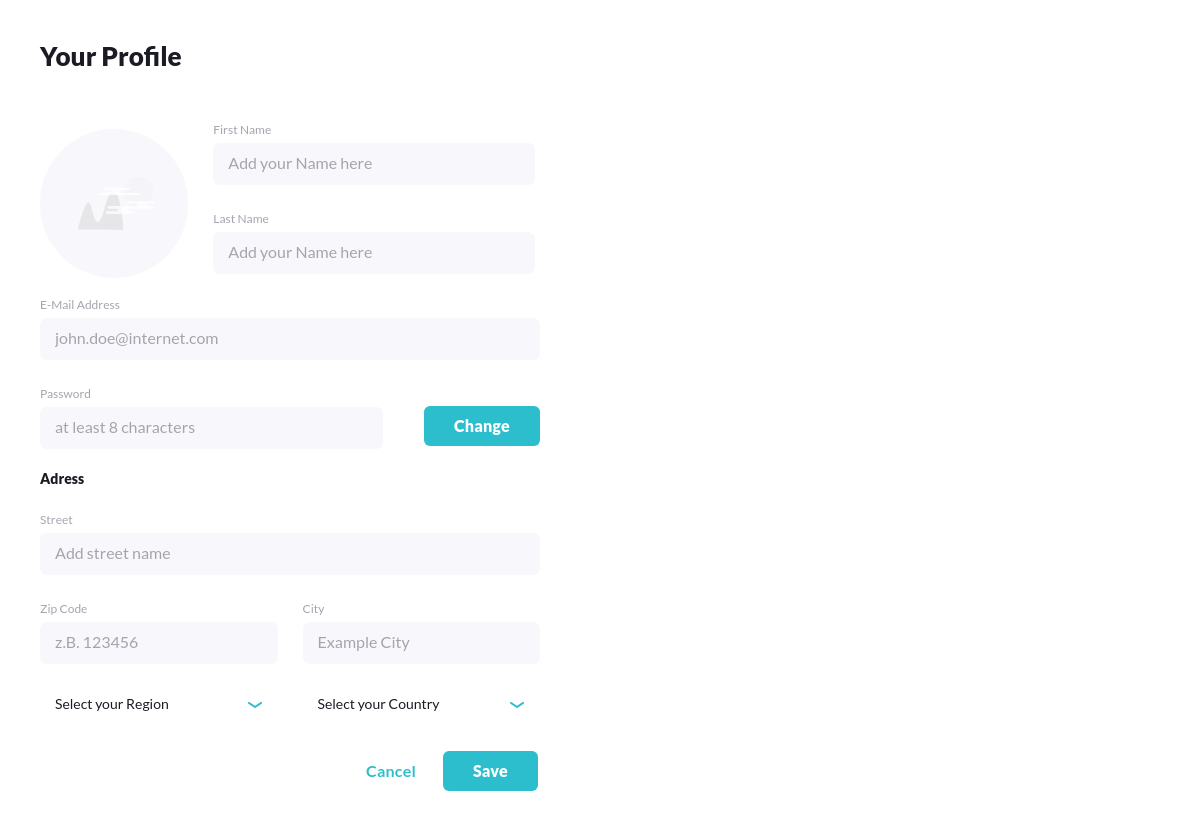 Your Profile
First Name
Add your Name here
Last Name
Add your Name here
E-Mail Address
john.doe@internet.com
Password
at least 8 characters
Change
Adress
Street
Add street name
Zip Code
City
z.B. 123456
Example City
Select your Region
Select your Country
Cancel
Save